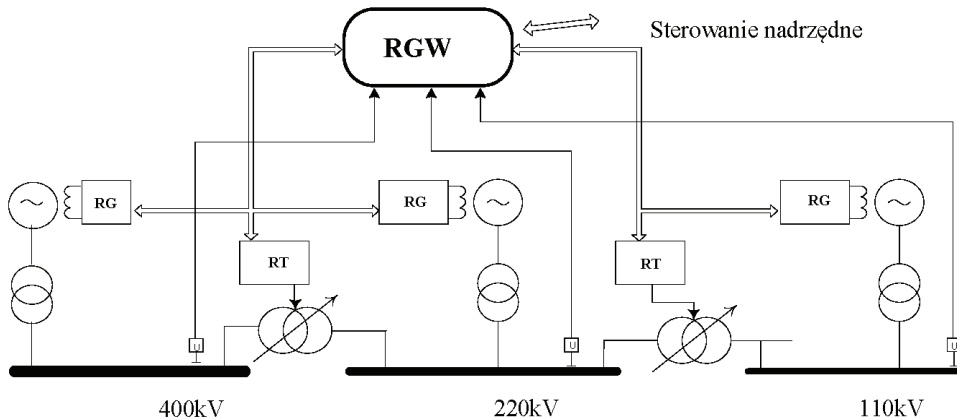 RGW
Sterowanie nadrzędne
RG
RG
RG
RT
RT
U
U
U
400kV
220kV
110kV